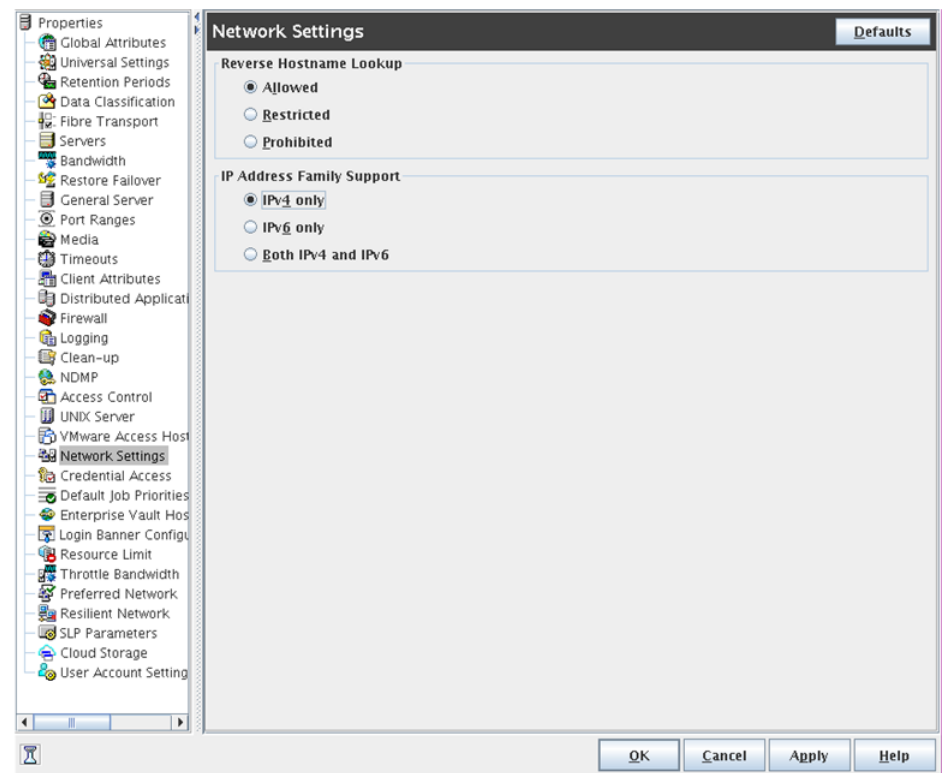 Properties
Global Attributes
Universal Settings
Retention Periods
Data Classification
Fibre Transport
Servers
Bandwidth
Restore Failover
General Server
Port Ranges
Media
Timeouts
Client Attributes
Distributed Applicati
Firewall
Logging
Clean-up
NDMP
Access Control
UNIX Server
VMware Access Host
Network Settings
Credential Access
Default Job Priorities
Enterprise Vault Hos
Login Banner Configu
Resource Limit
Throttle Bandwidth
Preferred Network
Resilient Network
SLP Parameters
Cloud Storage
User Account Setting
Network Settings
Defaults
Reverse Hostname Lookup
Allowed
Restricted
Prohibited
IP Address Family Support
IPv4 only
IPv6 only
Both IPv4 and IPv6
OK Cancel Apply Help